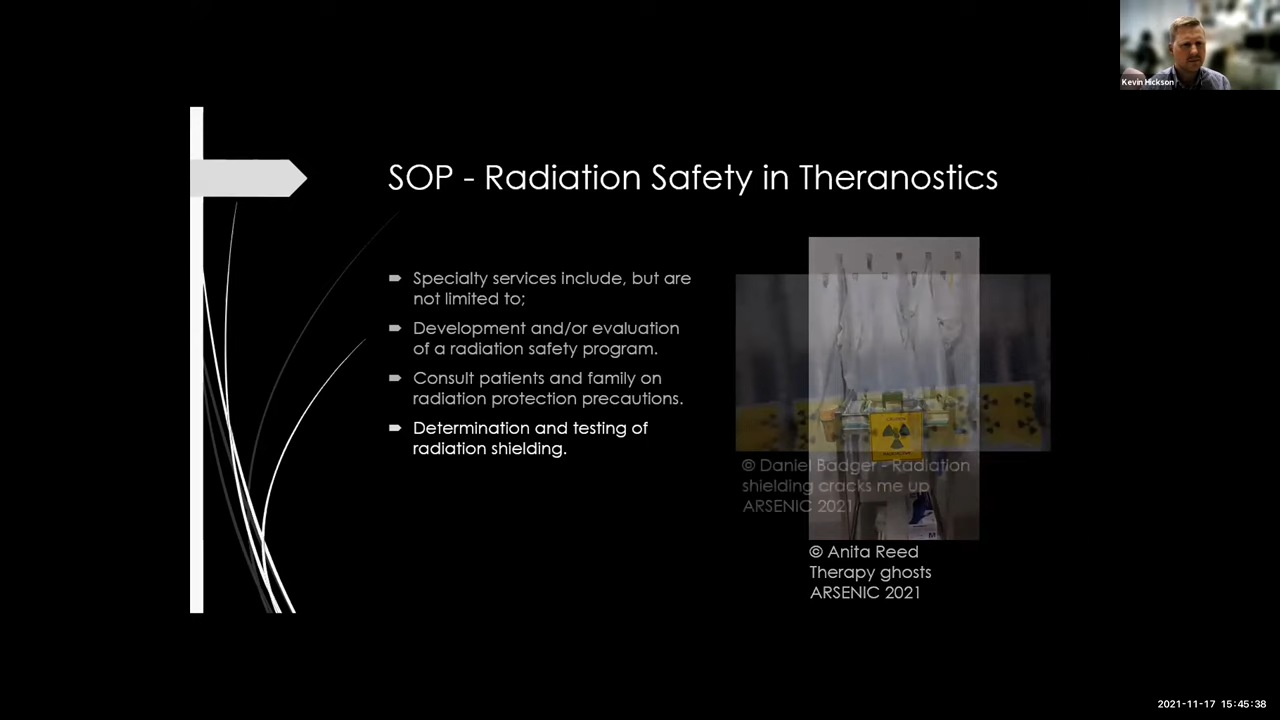 Kevin Hickson
SOP - Radiation Safety in Theranostics
Specialty services include, but are
not limited to;
Development and/or evaluation
of a radiation safety program.
Consult patients and family on
radiation protection precautions.
Determination and testing of
radiation shielding.
© Daniel Badger - Radiation
shielding cracks me up
ARSENIC 2021
© Anita Reed
Therapy ghosts
ARSENIC 2021
2021-11-17 15:45:38